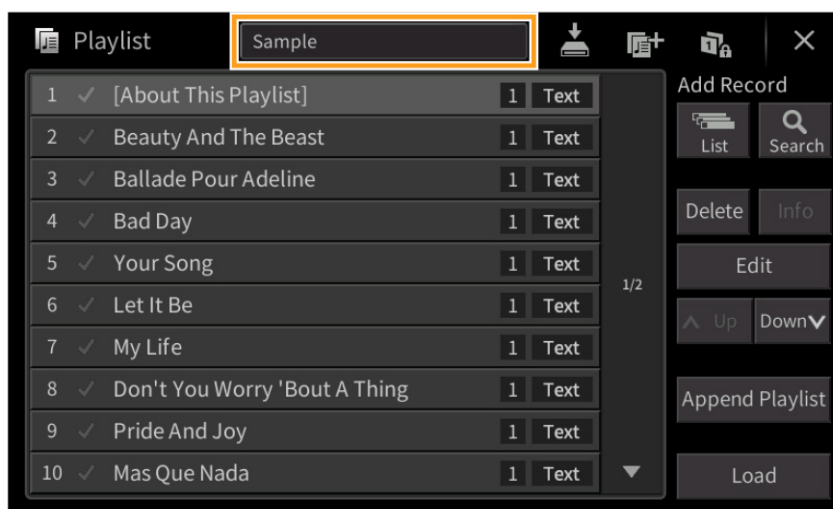 Playlist Sample
Add Record
1 [About This Playlist] 1 Text
2 Beauty And The Beast 1 Text
3 Ballade Pour Adeline 1 Text
4 Bad Day 1 Text
5 Your Song 1 Text
6 Let It Be 1 Text
7 My Life 1 Text
8 Don't You Worry 'Bout A Thing 1 Text
9 Pride And Joy 1 Text
10 Mas Que Nada 1 Text
1/2
List Search
Delete Info
Edit
Up Down
Append Playlist
Load